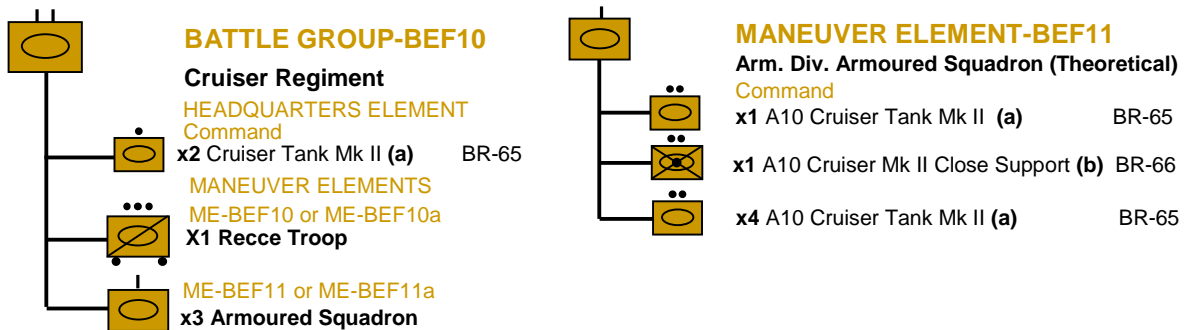 BATTLE GROUP-BEF10
Cruiser Regiment
HEADQUARTERS ELEMENT
Command
x2 Cruiser Tank Mk II (a) BR-65
MANEUVER ELEMENTS
ME-BEF10 or ME-BEF10a
X1 Recce Troop
ME-BEF11 or ME-BEF11a
x3 Armoured Squadron
MANEUVER ELEMENT-BEF11
Arm. Div. Armoured Squadron (Theoretical)
Command
x1 A10 Cruiser Tank Mk II (a) BR-65
x1 A10 Cruiser Mk II Close Support (b) BR-66
x4 A10 Cruiser Tank Mk II (a) BR-65